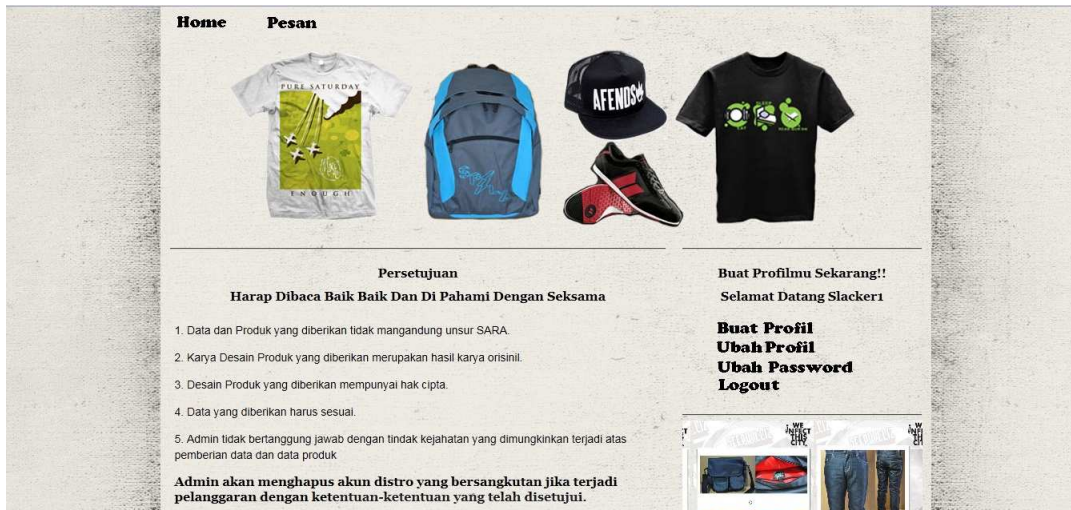 Home Pesan
PURE SATURDAY
ENOUGH
AFENDS
SLEEP
EAT
Persetujuan
Harap Dibaca Baik Baik Dan Di Pahami Dengan Seksama
1. Data dan Produk yang diberikan tidak mangandung unsur SARA.
2. Karya Desain Produk yang diberikan merupakan hasil karya orisinil.
3. Desain Produk yang diberikan mempunyai hak cipta.
4. Data yang diberikan harus sesuai.
5. Admin tidak bertanggung jawab dengan tindak kejahatan yang dimungkinkan terjadi atas
pemberian data dan data produk
Admin akan menghapus akun distro yang bersangkutan jika terjadi
pelanggaran dengan ketentuan-ketentuan yang telah disetujui.
Buat Profilmu Sekarang!!
Selamat Datang Slacker1
Buat Profil
Ubah Profil
Ubah Password
Logout
WE
INFECT
THIS
CITY